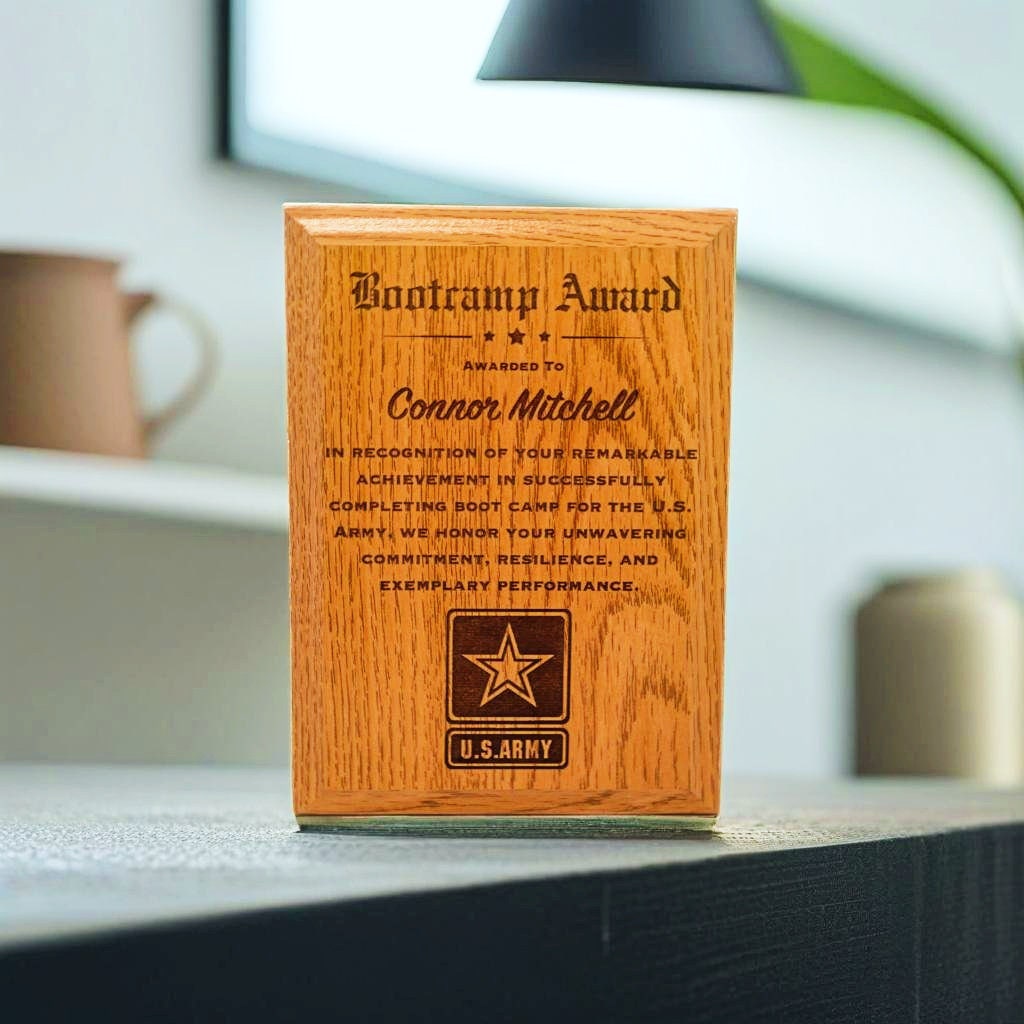 Bootcamp Award
Awarded To
Connor Mitchell
IN RECOGNITION OF YOUR REMARKABLE
ACHIEVEMENT IN SUCCESSFULLY
COMPLETING BOOT CAMP FOR THE U.S.
ARMY, WE HONOR YOUR UNWAVERING
COMMITMENT, RESILIENCE, AND
EXEMPLARY PERFORMANCE.
U.S.ARMY